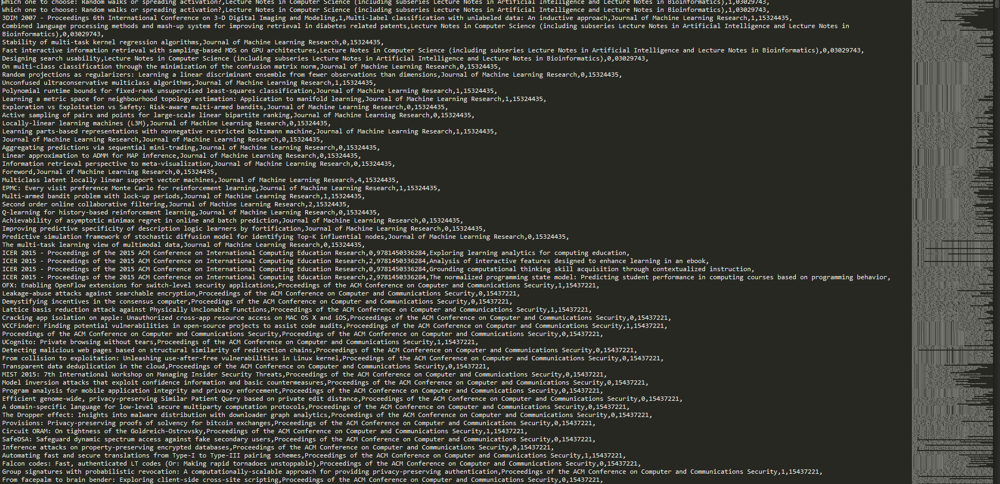 Which one to choose: Random walks or spreading activation?,Lecture Notes in Computer Science (including subseries Lecture Notes in Artificial Intelligence and Lecture Notes in Bioinformatics),1,03029743,
Which one to choose: Random walks or spreading activation?,Lecture Notes in Computer Science (including subseries Lecture Notes in Artificial Intelligence and Lecture Notes in Bioinformatics),1,03029743,
3DIM 2007 - Proceedings 6th International Conference on 3-D Digital Imaging and Modeling,1,Multi-label classification with unlabeled data: An inductive approach,Journal of Machine Learning Research,1,15324435,
Combined language processing methods and mash-up system for improving retrieval in diabetes related patents,Lecture Notes in Computer Science (including subseries Lecture Notes in Artificial Intelligence and Lecture Notes in
Bioinformatics),0,03029743,
Stability of multi-task kernel regression algorithms,Journal of Machine Learning Research,0,15324435,
Fast interactive information retrieval with sampling-based MDS on GPU architectures,Lecture Notes in Computer Science (including subseries Lecture Notes in Artificial Intelligence and Lecture Notes in Bioinformatics),0,03029743,
Designing search usability,Lecture Notes in Computer Science (including subseries Lecture Notes in Artificial Intelligence and Lecture Notes in Bioinformatics),0,03029743,
On multi-class classification through the minimization of the confusion matrix norm,Journal of Machine Learning Research,0,15324435,
Random projections as regularizers: Learning a linear discriminant ensemble from fewer observations than dimensions,Journal of Machine Learning Research,0,15324435,
Unconfused ultraconservative multiclass algorithms,Journal of Machine Learning Research,1,15324435,
Polynomial runtime bounds for fixed-rank unsupervised least-squares classification,Journal of Machine Learning Research,1,15324435,
Learning a metric space for neighbourhood topology estimation: Application to manifold learning,Journal of Machine Learning Research,1,15324435,
Exploration vs Exploitation vs Safety: Risk-aware multi-armed bandits,Journal of Machine Learning Research,0,15324435,
Active sampling of pairs and points for large-scale linear bipartite ranking,Journal of Machine Learning Research,0,15324435,
Locally-linear learning machines (L3M),Journal of Machine Learning Research,0,15324435,
Learning parts-based representations with nonnegative restricted boltzmann machine,Journal of Machine Learning Research,1,15324435,
Journal of Machine Learning Research,Journal of Machine Learning Research,0,15324435,
Aggregating predictions via sequential mini-trading,Journal of Machine Learning Research,0,15324435,
Linear approximation to ADMM for MAP inference,Journal of Machine Learning Research,0,15324435,
Information retrieval perspective to meta-visualization,Journal of Machine Learning Research,0,15324435,
Foreword,Journal of Machine Learning Research,0,15324435,
Multiclass latent locally linear support vector machines,Journal of Machine Learning Research,4,15324435,
EPMC: Every visit preference Monte Carlo for reinforcement learning,Journal of Machine Learning Research,1,15324435,
Multi-armed bandit problem with lock-up periods,Journal of Machine Learning Research,1,15324435,
Second order online collaborative filtering,Journal of Machine Learning Research,2,15324435,
Q-learning for history-based reinforcement learning,Journal of Machine Learning Research,0,15324435,
Achievability of asymptotic minimax regret in online and batch prediction,Journal of Machine Learning Research,0,15324435,
Improving predictive specificity of description logic learners by fortification,Journal of Machine Learning Research,0,15324435,
Predictive simulation framework of stochastic diffusion model for identifying Top-K influential nodes,Journal of Machine Learning Research,0,15324435,
The multi-task learning view of multimodal data,Journal of Machine Learning Research,0,15324435,
ICER 2015 - Proceedings of the 2015 ACM Conference on International Computing Education Research,0,9781450336284,Exploring learning analytics for computing education,
ICER 2015 - Proceedings of the 2015 ACM Conference on International Computing Education Research,2,9781450336284,Analysis of interactive features designed to enhance learning in an ebook,
ICER 2015 - Proceedings of the 2015 ACM Conference on International Computing Education Research,0,9781450336284,Grounding computational thinking skill acquisition through contextualized instruction,
ICER 2015 - Proceedings of the 2015 ACM Conference on International Computing Education Research,2,9781450336284,The normalized programming state model: Predicting student performance in computing courses based on programming behavior,
OFX: Enabling OpenFlow extensions for switch-level security applications,Proceedings of the ACM Conference on Computer and Communications Security,1,15437221,
Leakage-abuse attacks against searchable encryption,Proceedings of the ACM Conference on Computer and Communications Security,0,15437221,
Demystifying incentives in the consensus computer,Proceedings of the ACM Conference on Computer and Communications Security,0,15437221,
Lattice basis reduction attack against Physically Unclonable Functions,Proceedings of the ACM Conference on Computer and Communications Security,1,15437221,
Cracking app isolation on apple: Unauthorized cross-app resource access on MAC OS X and iOS,Proceedings of the ACM Conference on Computer and Communications Security,0,15437221,
VCCFinder: Finding potential vulnerabilities in open-source projects to assist code audits,Proceedings of the ACM Conference on Computer and Communications Security,1,15437221,
Proceedings of the ACM Conference on Computer and Communications Security,Proceedings of the ACM Conference on Computer and Communications Security,0,15437221,
UCognito: Private browsing without tears,Proceedings of the ACM Conference on Computer and Communications Security,1,15437221,
Detecting malicious web pages based on structural similarity of redirection chains,Proceedings of the ACM Conference on Computer and Communications Security,0,15437221,
From collision to exploitation: Unleashing use-after-free vulnerabilities in Linux kernel,Proceedings of the ACM Conference on Computer and Communications Security,0,15437221,
Transparent data deduplication in the cloud,Proceedings of the ACM Conference on Computer and Communications Security,0,15437221,
MIST 2015: 7th International Workshop on Managing Insider Security Threats,Proceedings of the ACM Conference on Computer and Communications Security,0,15437221,
Model inversion attacks that exploit confidence information and basic countermeasures,Proceedings of the ACM Conference on Computer and Communications Security,0,15437221,
Program analysis for mobile application integrity and privacy enforcement,Proceedings of the ACM Conference on Computer and Communications Security,0,15437221,
Efficient genome-wide, privacy-preserving Similar Patient Query based on private edit distance,Proceedings of the ACM Conference on Computer and Communications Security,0,15437221,
A domain-specific language for low-level secure multiparty computation protocols,Proceedings of the ACM Conference on Computer and Communications Security,0,15437221,
The Dropper effect: Insights into malware distribution with downloader graph analytics,Proceedings of the ACM Conference on Computer and Communications Security,0,15437221,
Provisions: Privacy-preserving proofs of solvency for bitcoin exchanges,Proceedings of the ACM Conference on Computer and Communications Security,0,15437221,
Circuit ORAM: On tightness of the Goldreich-Ostrovsky,Proceedings of the ACM Conference on Computer and Communications Security,1,15437221,
SafeDSA: Safeguard dynamic spectrum access against fake secondary users,Proceedings of the ACM Conference on Computer and Communications Security,0,15437221,
Inference attacks on property-preserving encrypted databases,Proceedings of the ACM Conference on Computer and Communications Security,0,15437221,
Automating fast and secure translations from Type-I to Type-III pairing schemes,Proceedings of the ACM Conference on Computer and Communications Security,1,15437221,
Falcon codes: Fast, authenticated LT codes (Or: Making rapid tornadoes unstoppable),Proceedings of the ACM Conference on Computer and Communications Security,0,15437221,
Group signatures with probabilistic revocation: A computationally-scalable approach for providing privacy-preserving authentication,Proceedings of the ACM Conference on Computer and Communications Security,1,15437221,
From facepalm to brain bender: Exploring client-side cross-site scripting,Proceedings of the ACM Conference on Computer and Communications Security,0,15437221,